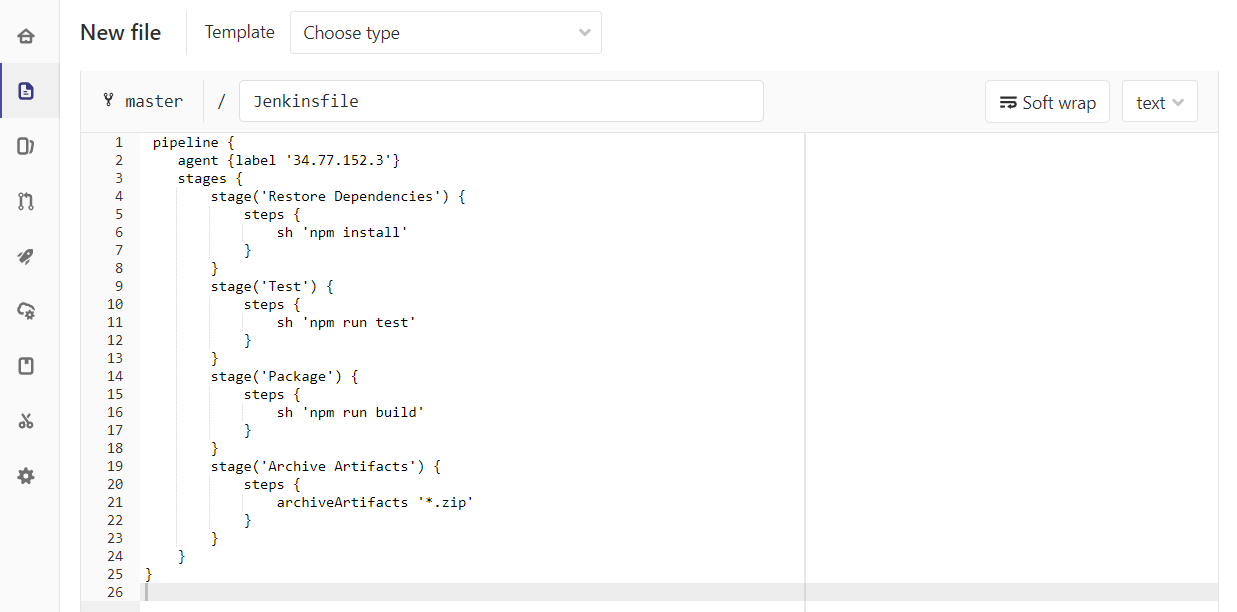 New file Template Choose type
master / Jenkinsfile Soft wrap text
1 pipeline {
2 agent {label '34.77.152.3'}
3 stages {
4 stage('Restore Dependencies') {
5 steps {
6 sh 'npm install'
7 }
8 }
9 stage('Test') {
10 steps {
11 sh 'npm run test'
12 }
13 }
14 stage('Package') {
15 steps {
16 sh 'npm run build'
17 }
18 }
19 stage('Archive Artifacts') {
20 steps {
21 archiveArtifacts '*.zip'
22 }
23 }
24 }
25 }
26